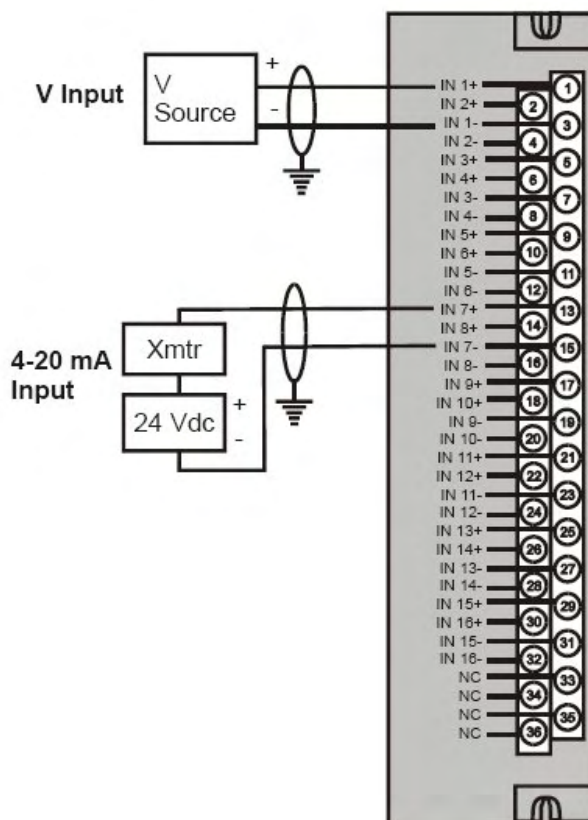 V Input
V
Source
+
-
4-20 mA
Input
Xmtr
24 Vdc
+
-
IN 1+
IN 2+
IN 1-
IN 2-
IN 3+
IN 4+
IN 3-
IN 4-
IN 5+
IN 6+
IN 5-
IN 6-
IN 7+
IN 8+
IN 7-
IN 8-
IN 9+
IN 10+
IN 9-
IN 10-
IN 11+
IN 12+
IN 11-
IN 12-
IN 13+
IN 14+
IN 13-
IN 14-
IN 15+
IN 16+
IN 15-
IN 16-
NC
NC
NC
NC
1
2
3
4
5
6
7
8
9
10
11
12
13
14
15
16
17
18
19
20
21
22
23
24
25
26
27
28
29
30
31
32
33
34
35
36